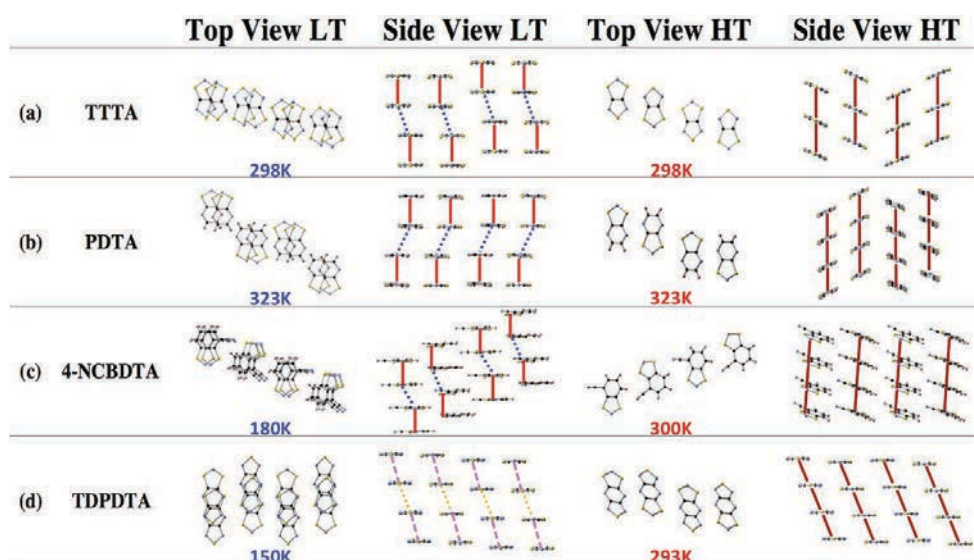 Top View LT Side View LT Top View HT Side View HT
(a) TTTA
298K 298K
(b) PDTA
323K 323K
(c) 4-NCBDTA
180K 300K
(d) TDPDTA
150K 293K